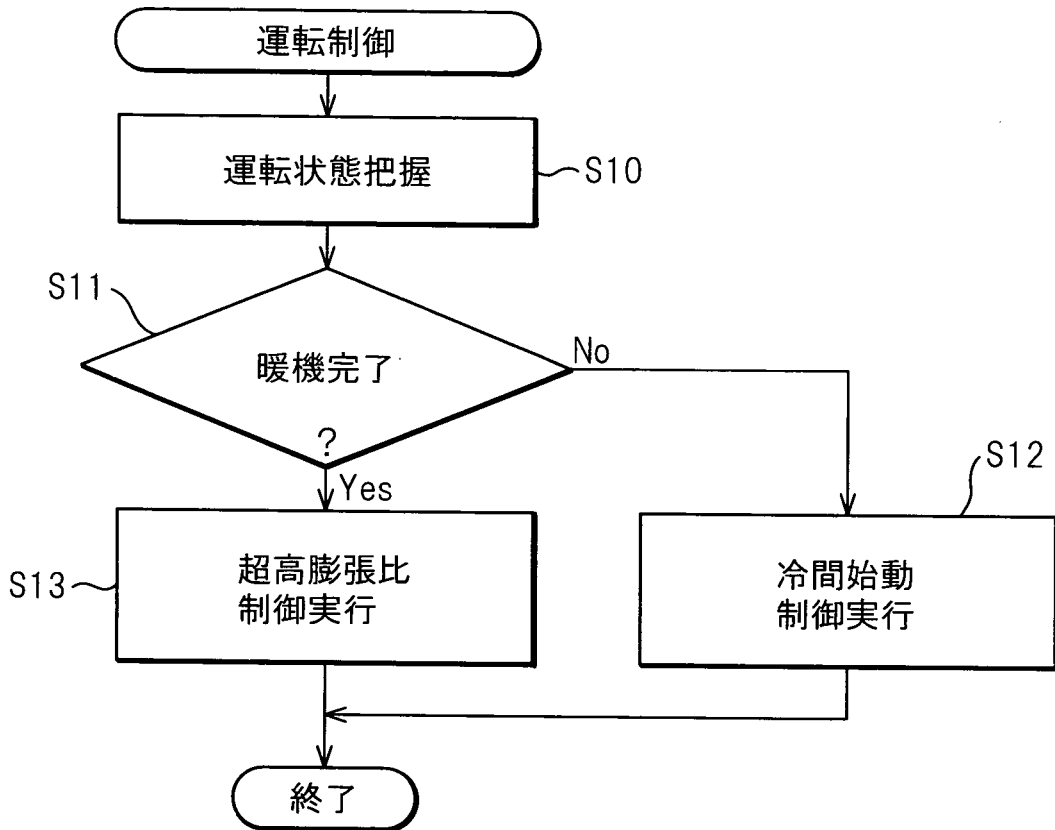 運転制御
運転状態把握
S10
S11
暖機完了
?
No
Yes
S12
S13
超高膨張比
制御実行
冷間始動
制御実行
終了